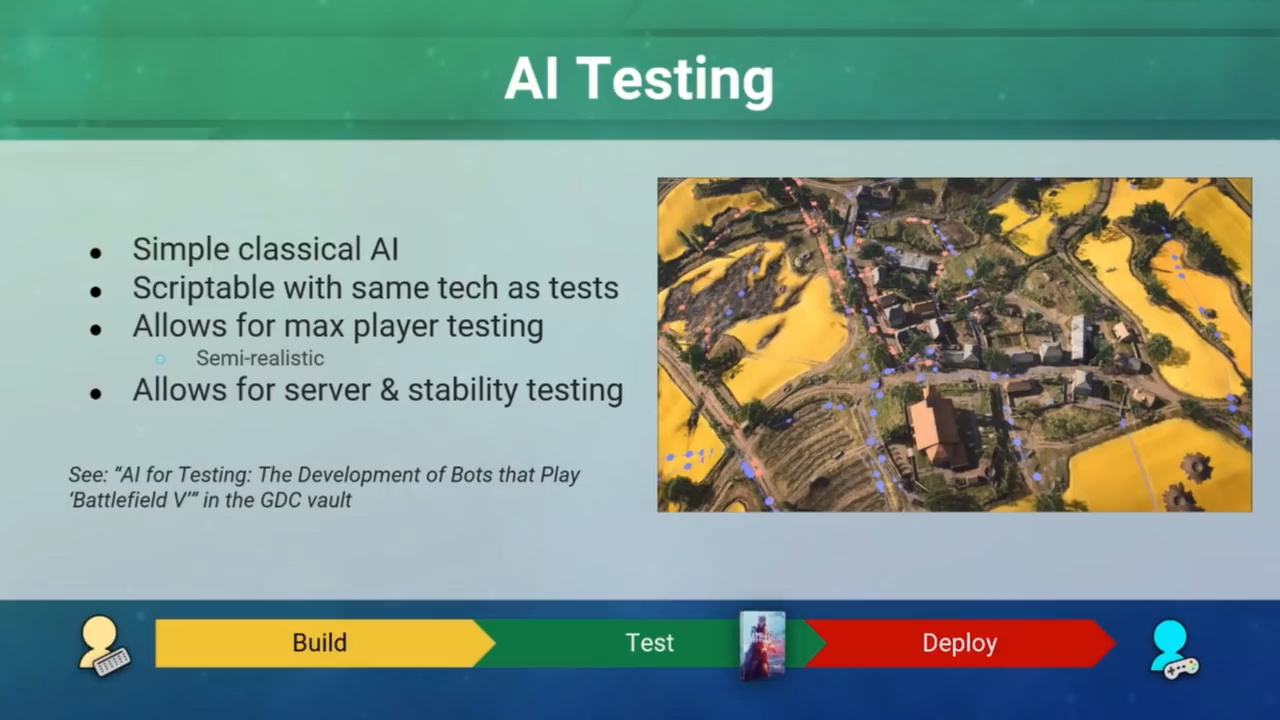 AI Testing
Simple classical AI
Scriptable with same tech as tests
Allows for max player testing
Semi-realistic
Allows for server & stability testing
See: “AI for Testing: The Development of Bots that Play
‘Battlefield V’” in the GDC vault
Build
Test
Deploy